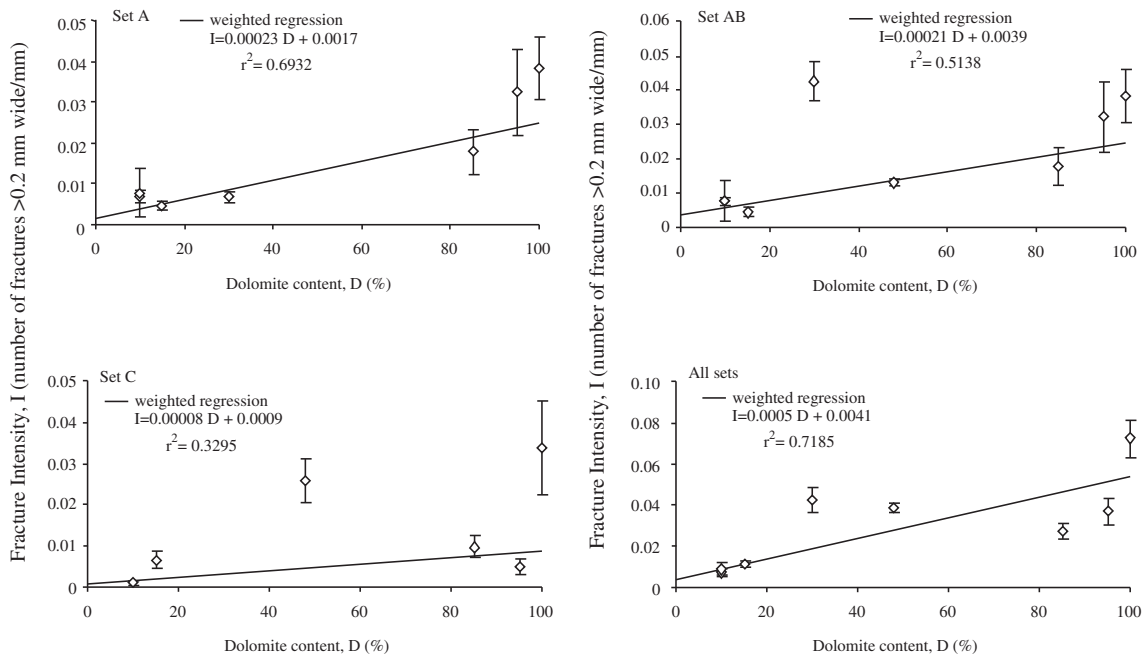 Fracture Intensity, I (number of fractures >0.2 mm wide/mm)
Set A
weighted regression
I=0.00023 D + 0.0017
r²= 0.6932
0.05
0.04
0.03
0.02
0.01
0
0 20 40 60 80 100
Dolomite content, D (%)
Fracture Intensity, I (number of fractures >0.2 mm wide/mm)
Set AB
weighted regression
I=0.00021 D + 0.0039
r²= 0.5138
0.06
0.05
0.04
0.03
0.02
0.01
0
0 20 40 60 80 100
Dolomite content, D (%)
Set C
weighted regression
I=0.00008 D + 0.0009
r²= 0.3295
0.05
0.04
0.03
0.02
0.01
0
0 20 40 60 80 100
Dolomite content, D (%)
All sets
weighted regression
I=0.0005 D + 0.0041
r²= 0.7185
0.10
0.08
0.06
0.04
0.02
0
0 20 40 60 80 100
Dolomite content, D (%)